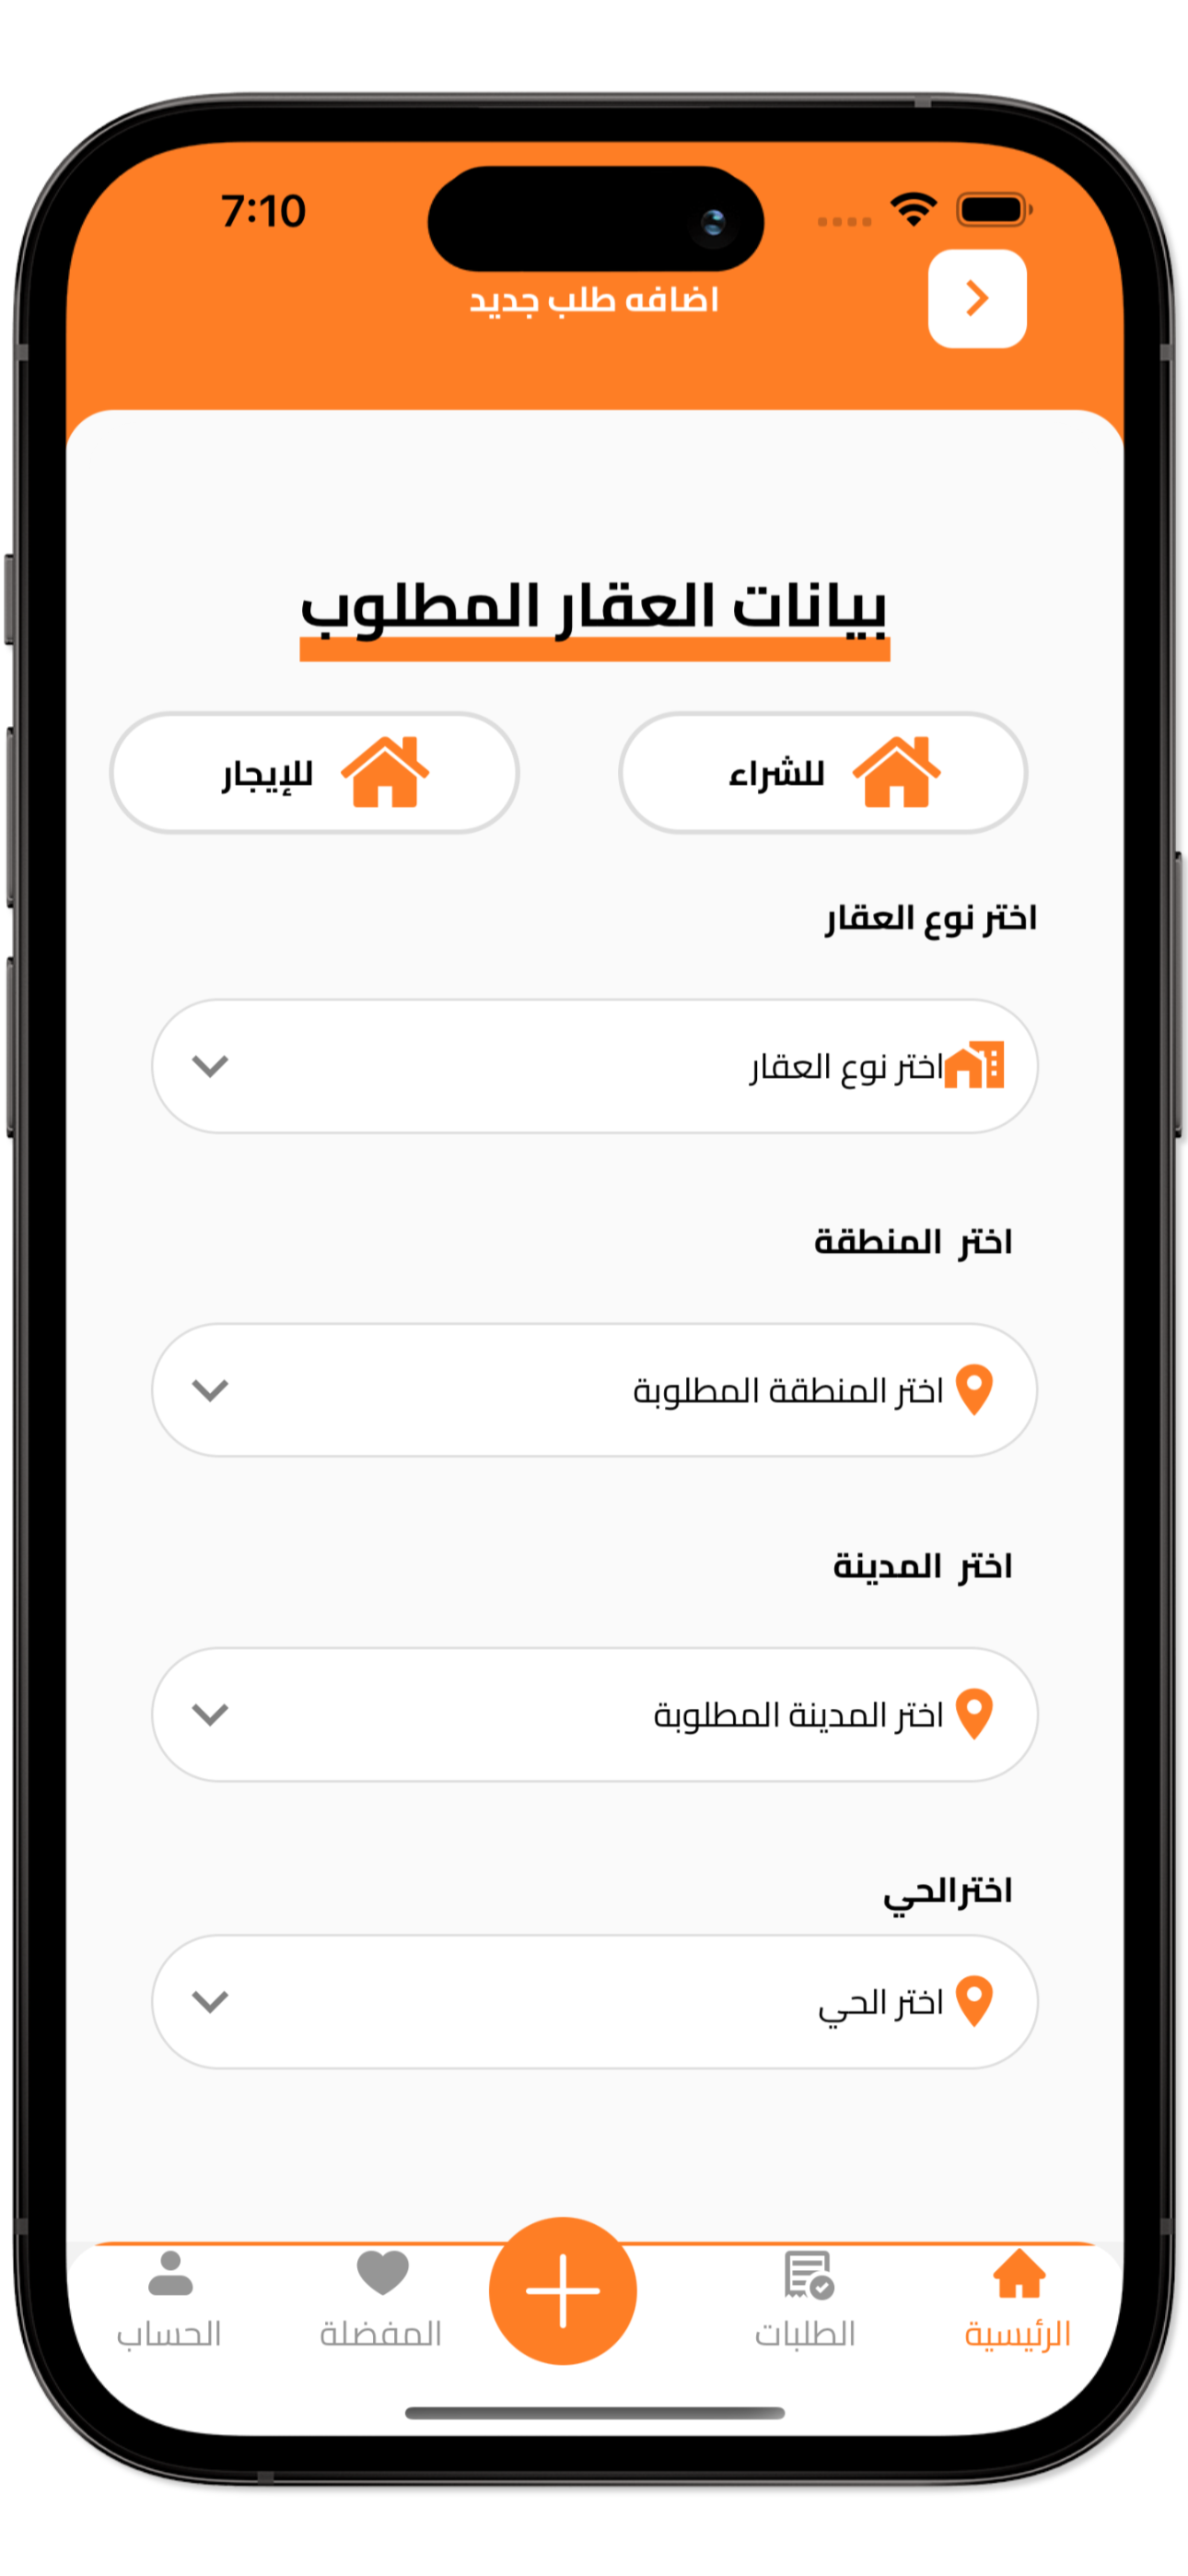 7:10
اضافه طلب جديد
بيانات العقار المطلوب
للشراء
للإيجار
اختر نوع العقار
اختر نوع العقار
اختر المنطقة
اختر المنطقة المطلوبة
اختر المدينة
اختر المدينة المطلوبة
اخترالحي
اختر الحي
الرئيسية
الطلبات
المفضلة
الحساب